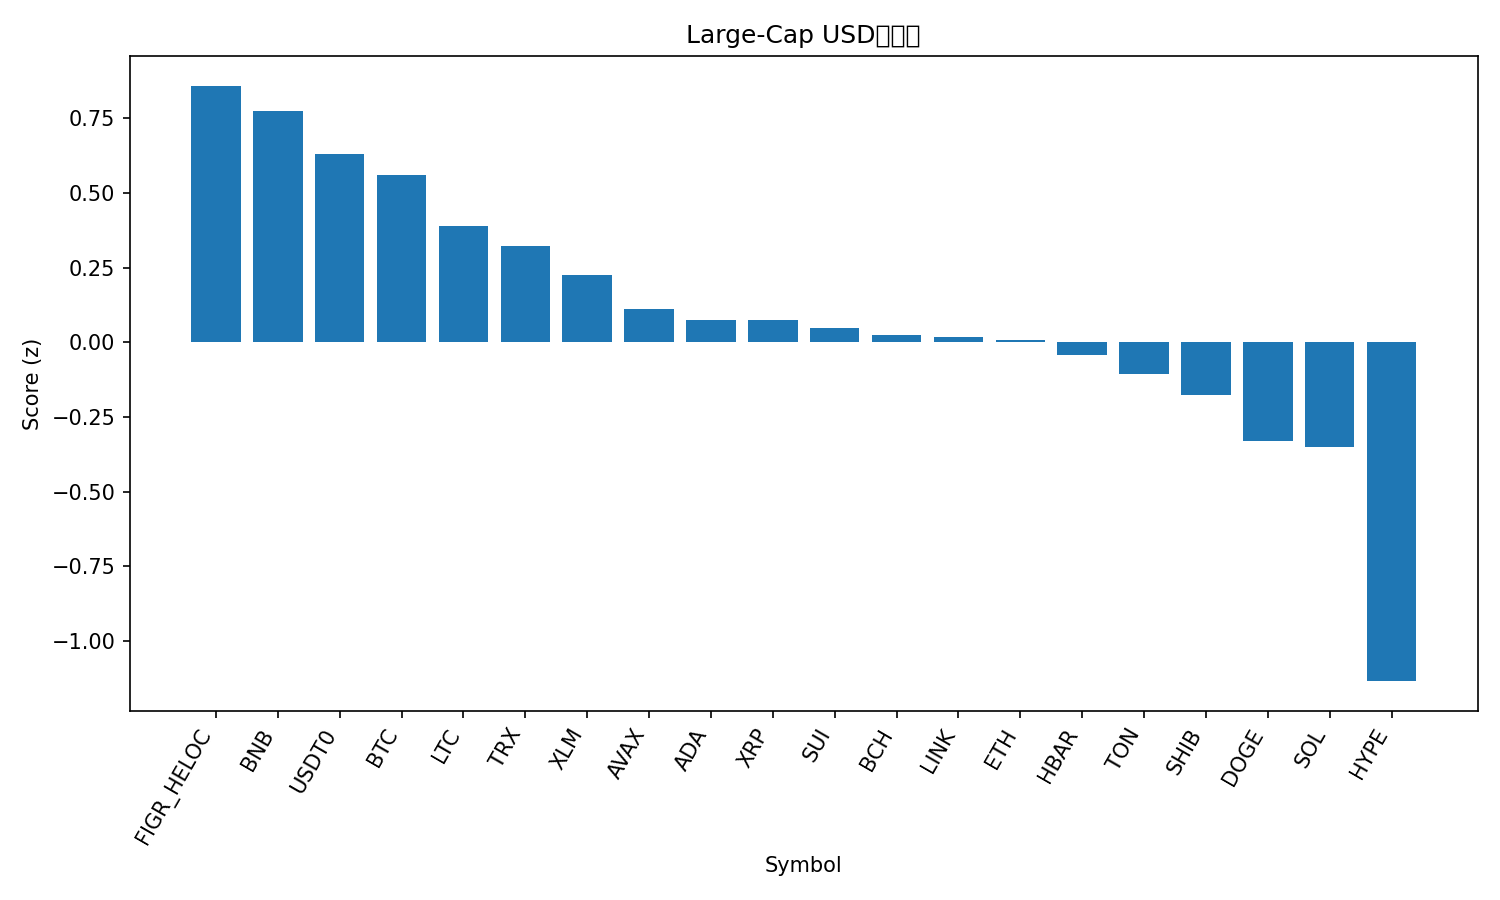 Large-Cap USD
0.75
0.50
0.25
0.00
−0.25
−0.50
−0.75
−1.00
Score (z)
FIGR_HELOC
BNB
USDT0
BTC
LTC
TRX
XLM
AVAX
ADA
XRP
SUI
BCH
LINK
ETH
HBAR
TON
SHIB
DOGE
SOL
HYPE
Symbol